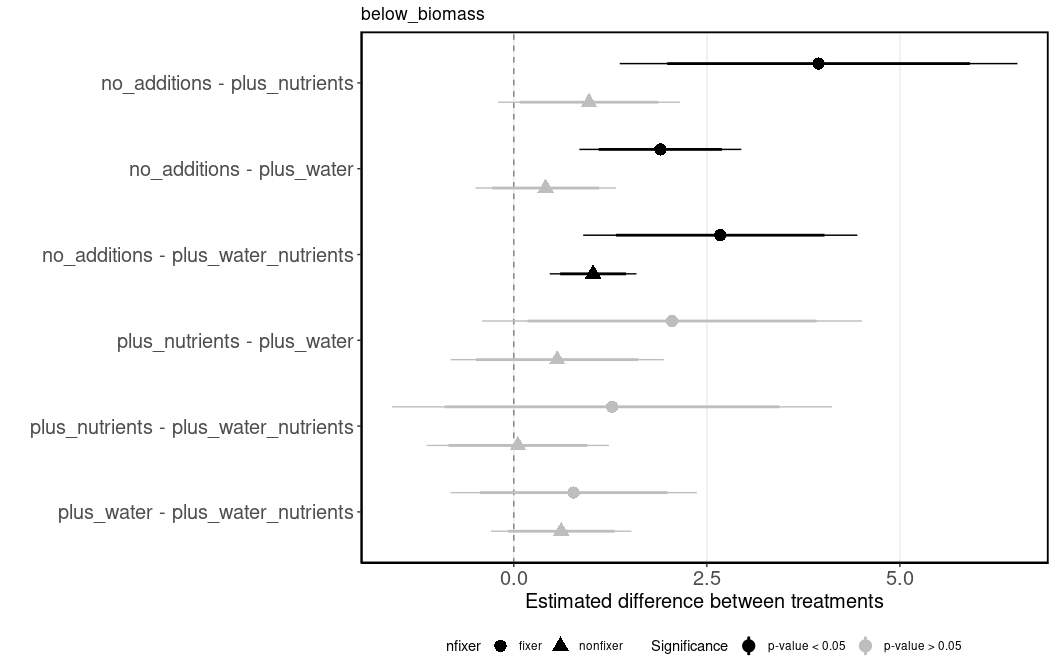 below_biomass
no_additions - plus_nutrients
no_additions - plus_water
no_additions - plus_water_nutrients
plus_nutrients - plus_water
plus_nutrients - plus_water_nutrients
plus_water - plus_water_nutrients
0.0 2.5 5.0
Estimated difference between treatments
nfixer fixer nonfixer Significance p-value < 0.05 p-value > 0.05